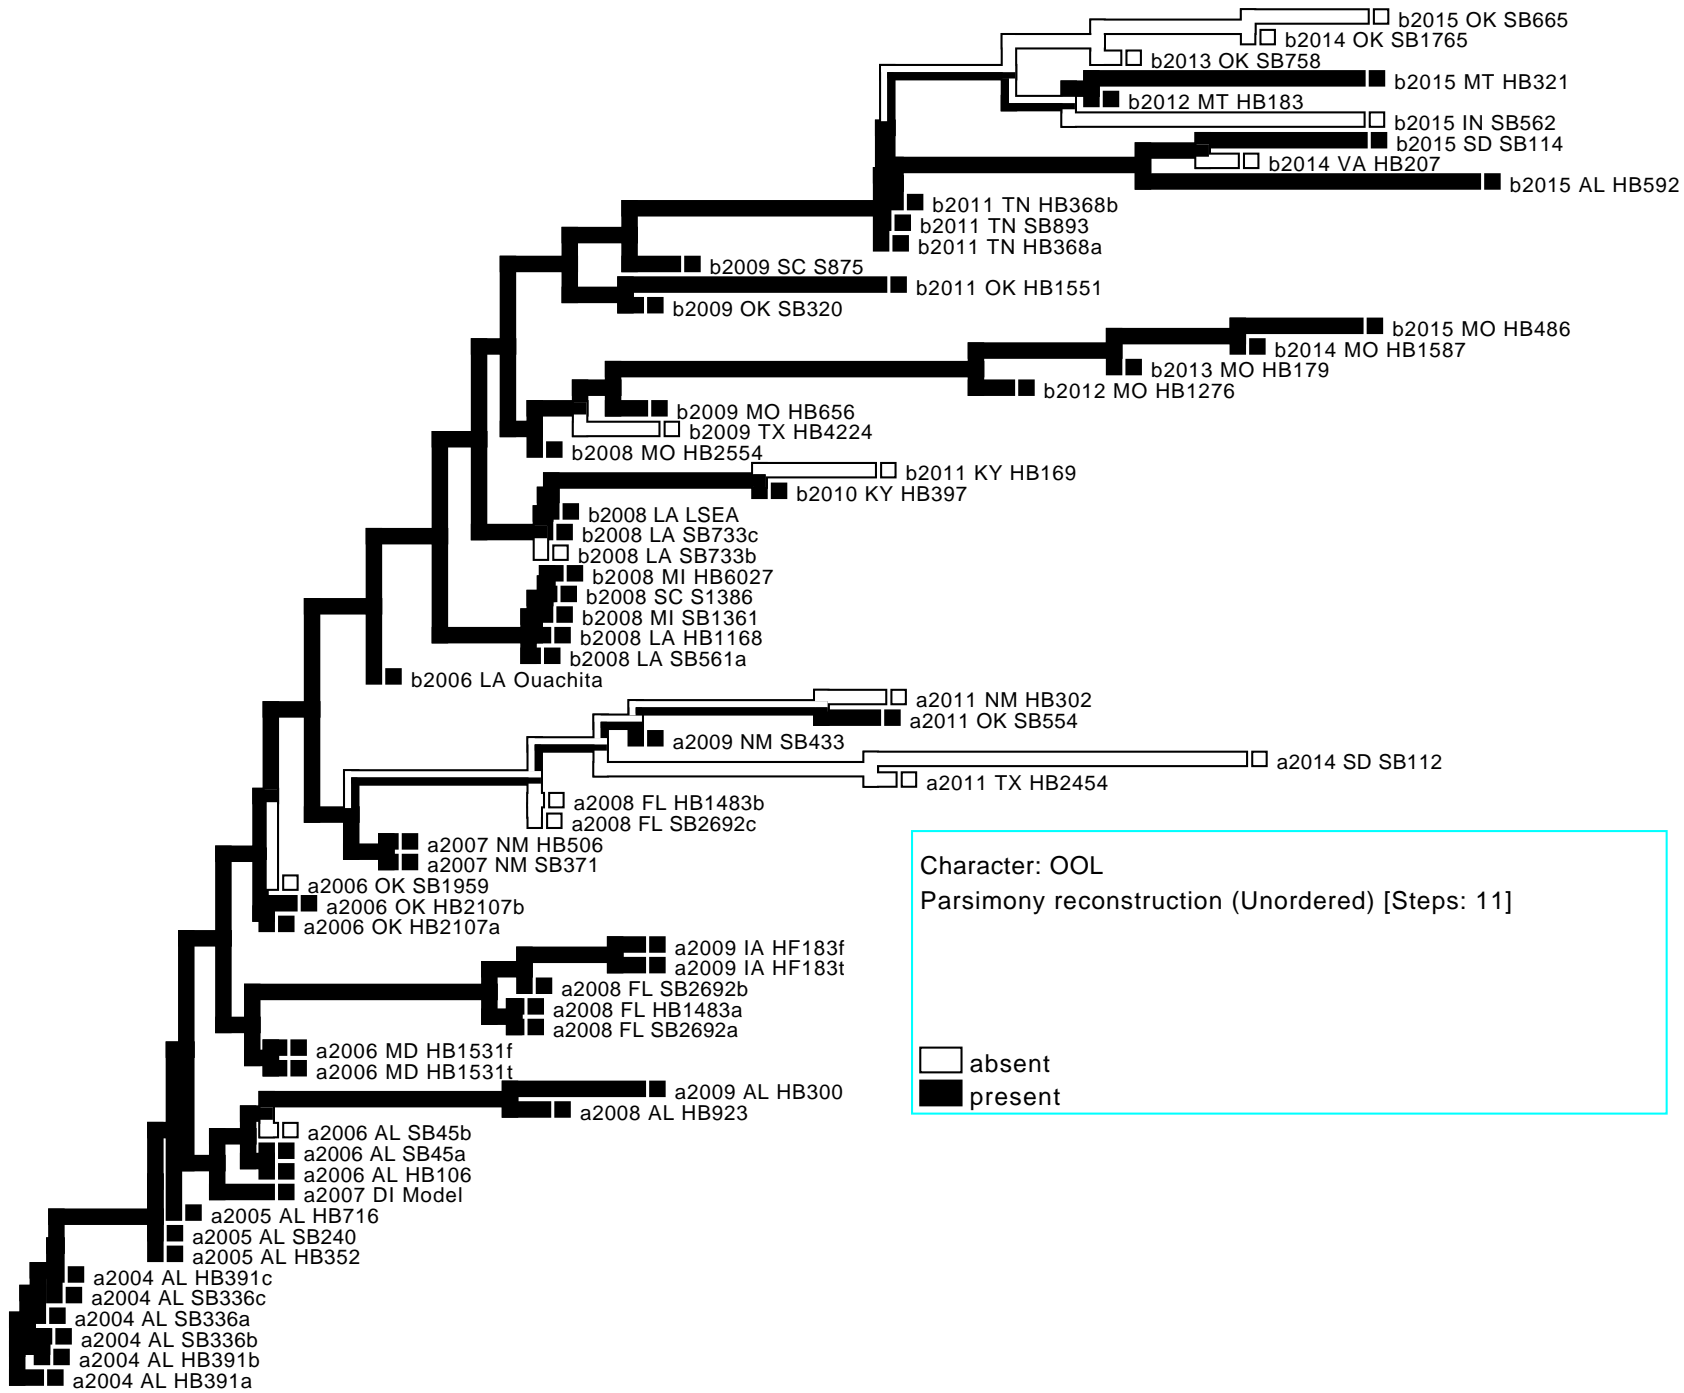 b2015 OK SB665
b2014 OK SB1765
b2013 OK SB758
b2015 MT HB321
b2012 MT HB183
b2015 IN SB562
b2015 SD SB114
b2014 VA HB207
b2015 AL HB592
b2011 TN HB368b
b2011 TN SB893
b2011 TN HB368a
b2009 SC S875
b2011 OK HB1551
b2009 OK SB320
b2015 MO HB486
b2014 MO HB1587
b2013 MO HB179
b2012 MO HB1276
b2009 MO HB656
b2009 TX HB4224
b2008 MO HB2554
b2011 KY HB169
b2010 KY HB397
b2008 LA LSEA
b2008 LA SB733c
b2008 LA SB733b
b2008 MI HB6027
b2008 SC S1386
b2008 MI SB1361
b2008 LA HB1168
b2008 LA SB561a
b2006 LA Ouachita
a2011 NM HB302
a2011 OK SB554
a2009 NM SB433
a2014 SD SB112
a2011 TX HB2454
a2008 FL HB1483b
a2008 FL SB2692c
a2007 NM HB506
a2007 NM SB371
a2006 OK SB1959
a2006 OK HB2107b
a2006 OK HB2107a
a2009 IA HF183f
a2009 IA HF183t
a2008 FL SB2692b
a2008 FL HB1483a
a2008 FL SB2692a
a2006 MD HB1531f
a2006 MD HB1531t
a2009 AL HB300
a2008 AL HB923
a2006 AL SB45b
a2006 AL SB45a
a2006 AL HB106
a2007 DI Model
a2005 AL HB716
a2005 AL SB240
a2005 AL HB352
a2004 AL HB391c
a2004 AL SB336c
a2004 AL SB336a
a2004 AL SB336b
a2004 AL HB391b
a2004 AL HB391a
Character: OOL
Parsimony reconstruction (Unordered) [Steps: 11]
absent
present